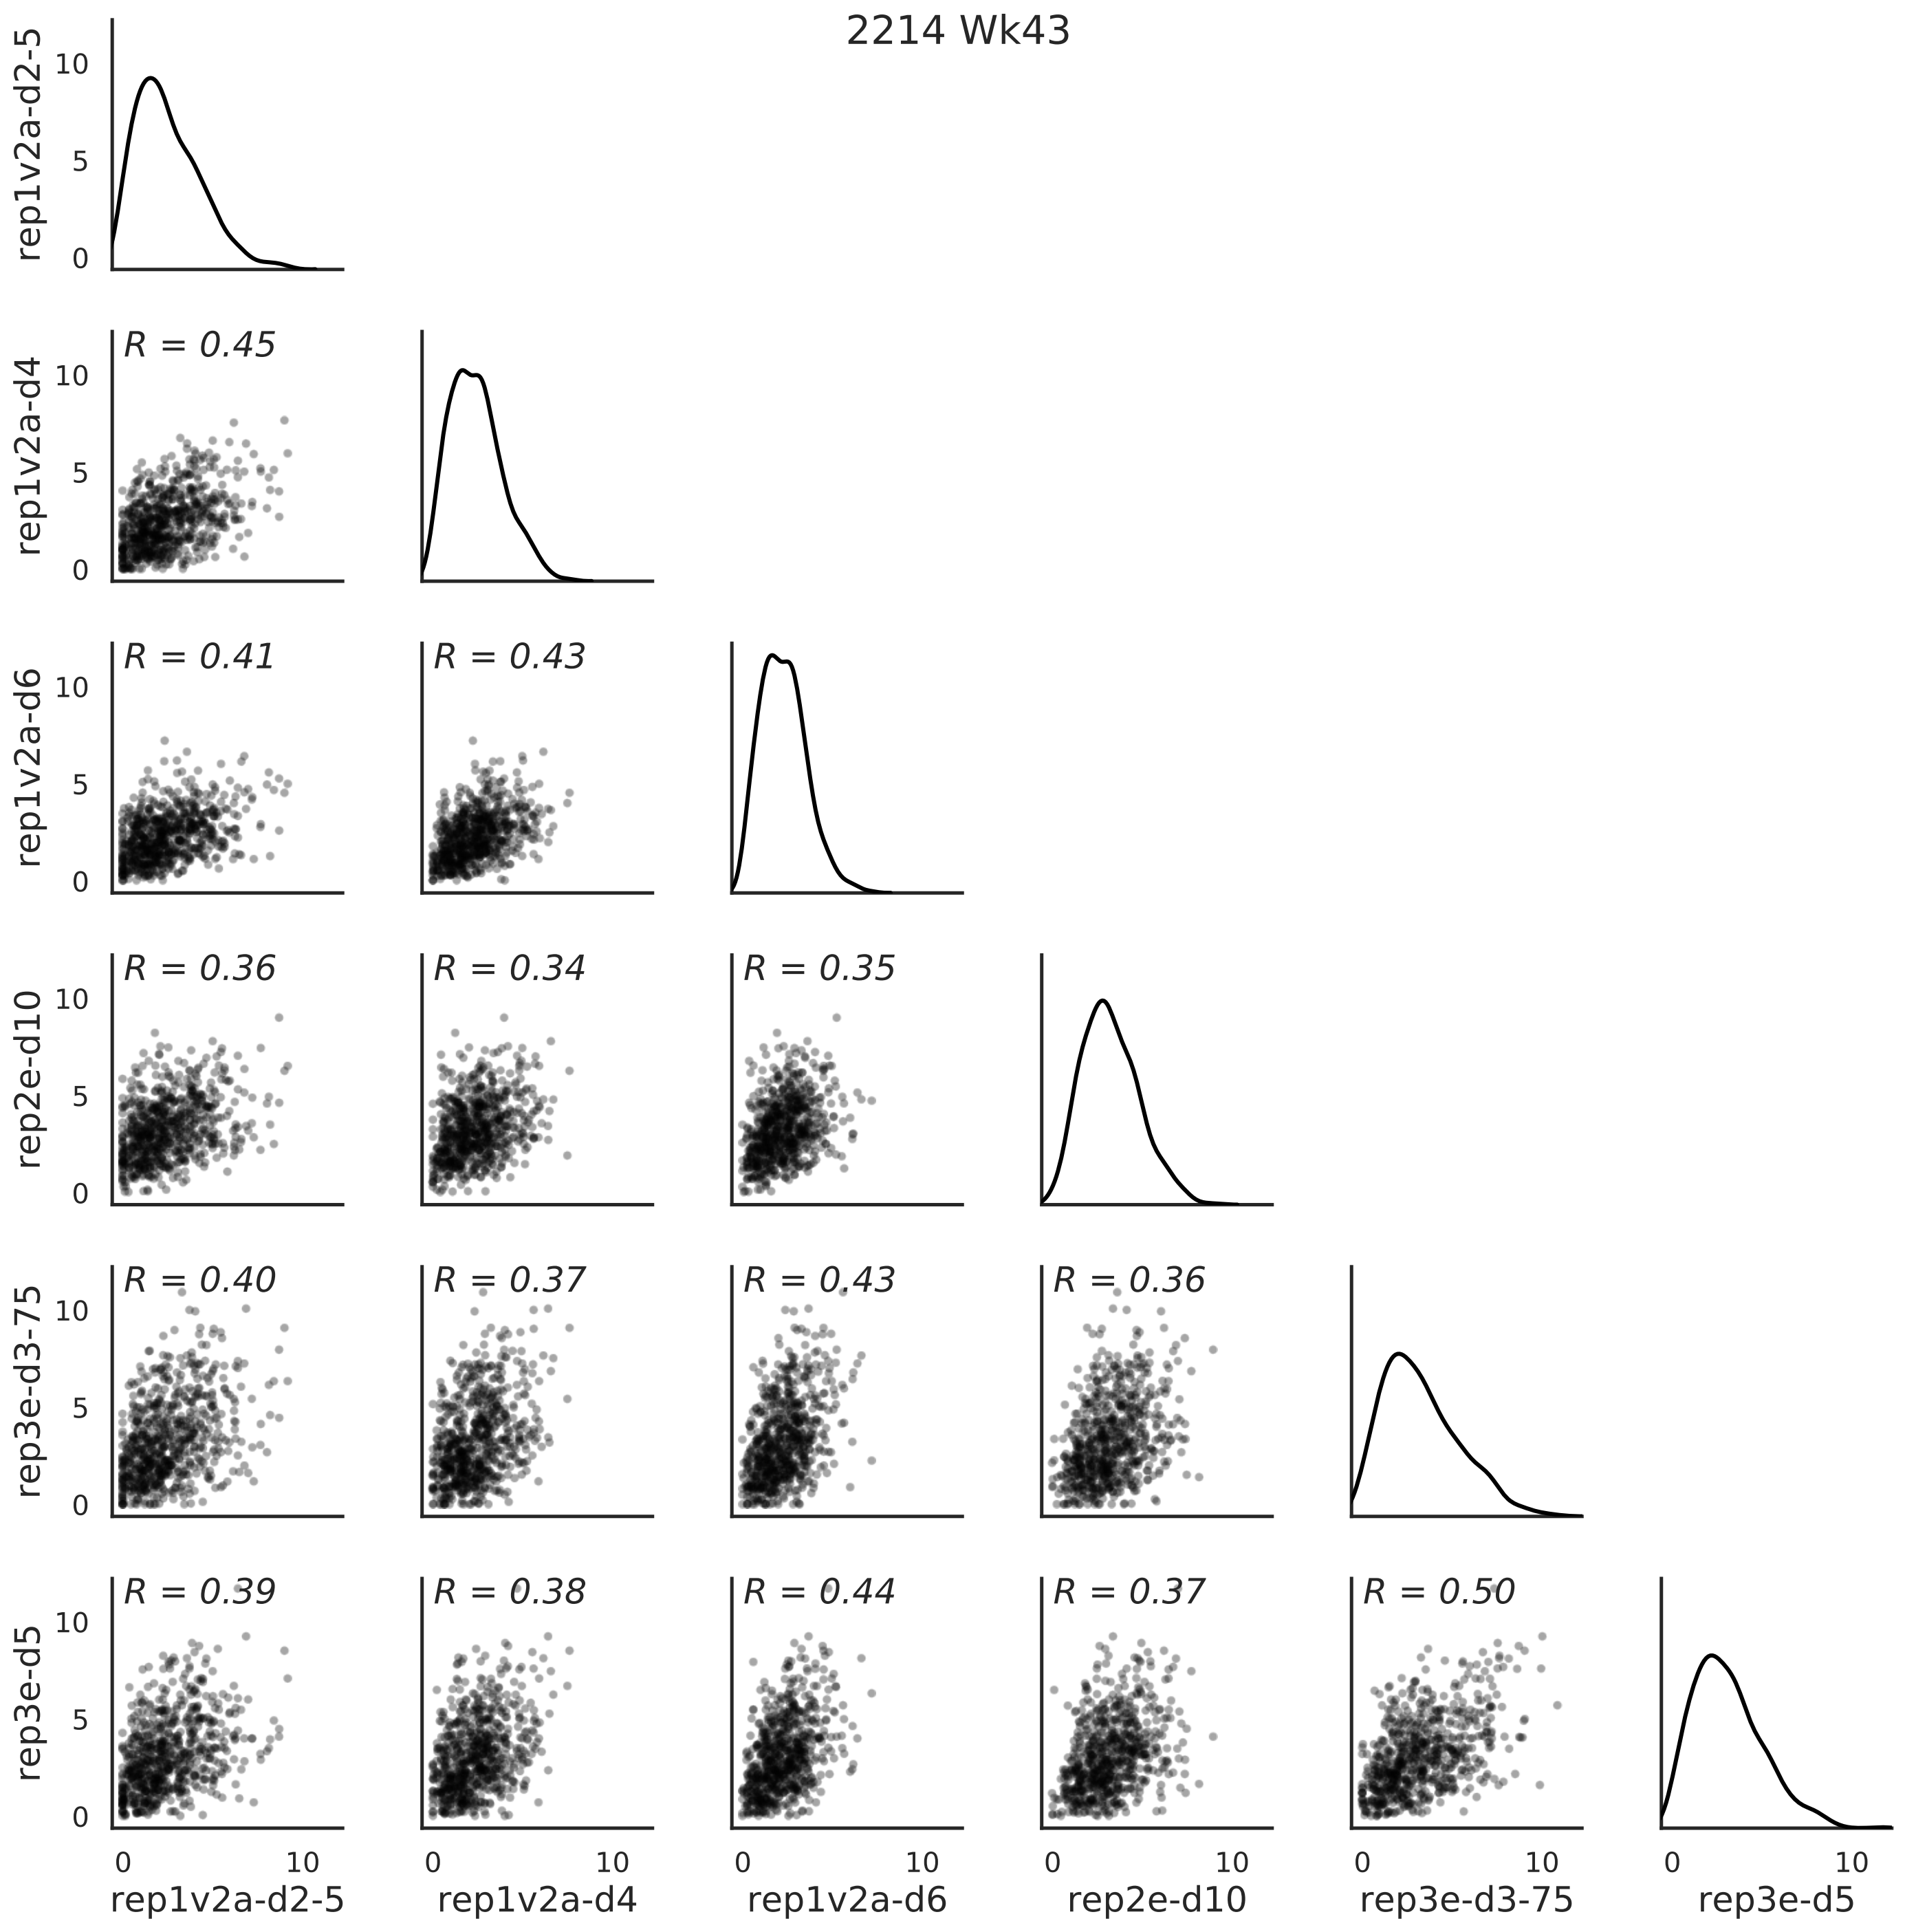 2214 Wk43
rep1v2a-d2-5
10
5
0
rep1v2a-d4
10
5
0
R = 0.45
rep1v2a-d6
10
5
0
R = 0.41
R = 0.43
rep2e-d10
10
5
0
R = 0.36
R = 0.34
R = 0.35
rep3e-d3-75
10
5
0
R = 0.40
R = 0.37
R = 0.43
R = 0.36
rep3e-d5
10
5
0
R = 0.39
R = 0.38
R = 0.44
R = 0.37
R = 0.50
0 10 0 10 0 10 0 10 0 10 0 10
rep1v2a-d2-5 rep1v2a-d4 rep1v2a-d6 rep2e-d10 rep3e-d3-75 rep3e-d5